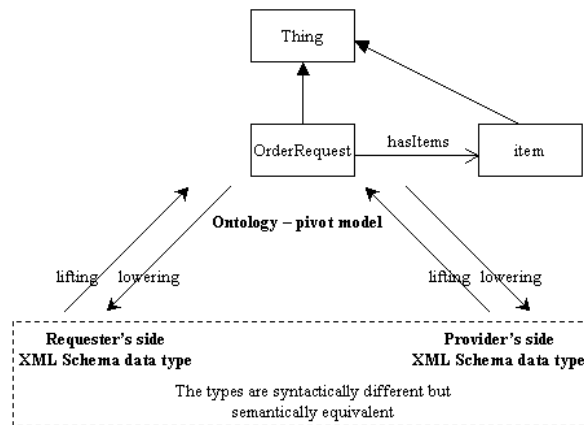 Thing
hasItems
OrderRequest
item
Ontology – pivot model
lifting
lowering
lifting
lowering
Requester's side
XML Schema data type
Provider's side
XML Schema data type
The types are syntactically different but
semantically equivalent